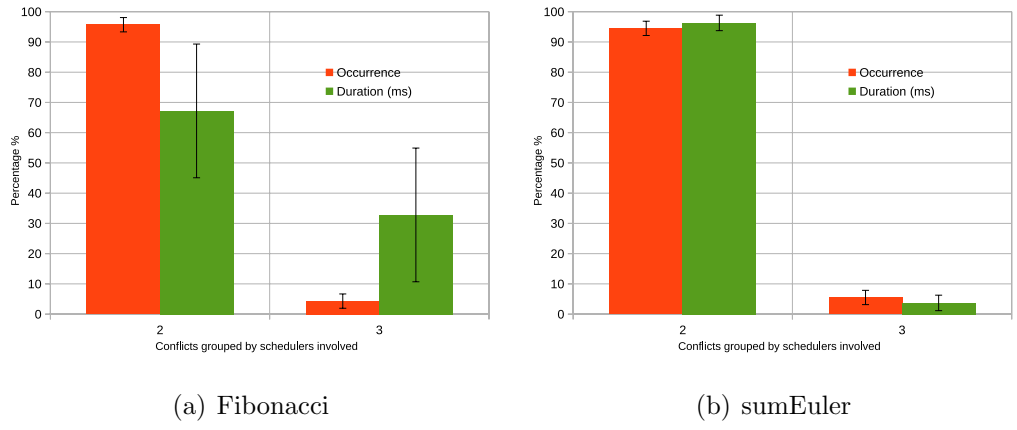 100
90
80
70
60
50
40
30
20
10
0
Percentage %
Occurrence
Duration (ms)
2
3
Conflicts grouped by schedulers involved
(a) Fibonacci
100
90
80
70
60
50
40
30
20
10
0
Percentage %
Occurrence
Duration (ms)
2
3
Conflicts grouped by schedulers involved
(b) sumEuler